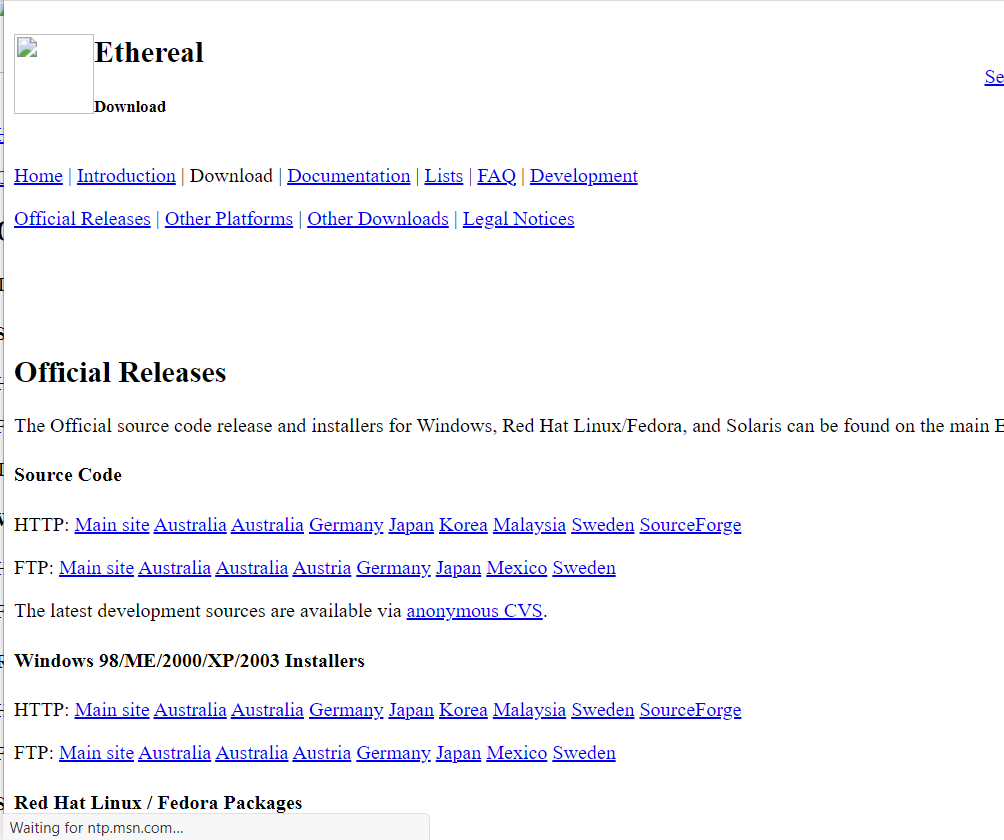 Ethereal
Se
Download
Home | Introduction | Download | Documentation | Lists | FAQ | Development
Official Releases | Other Platforms | Other Downloads | Legal Notices
Official Releases
The Official source code release and installers for Windows, Red Hat Linux/Fedora, and Solaris can be found on the main E
Source Code
HTTP: Main site Australia Australia Germany Japan Korea Malaysia Sweden SourceForge
FTP: Main site Australia Australia Austria Germany Japan Mexico Sweden
The latest development sources are available via anonymous CVS.
Windows 98/ME/2000/XP/2003 Installers
HTTP: Main site Australia Australia Germany Japan Korea Malaysia Sweden SourceForge
FTP: Main site Australia Australia Austria Germany Japan Mexico Sweden
Red Hat Linux / Fedora Packages
Waiting for ntp.msn.com...